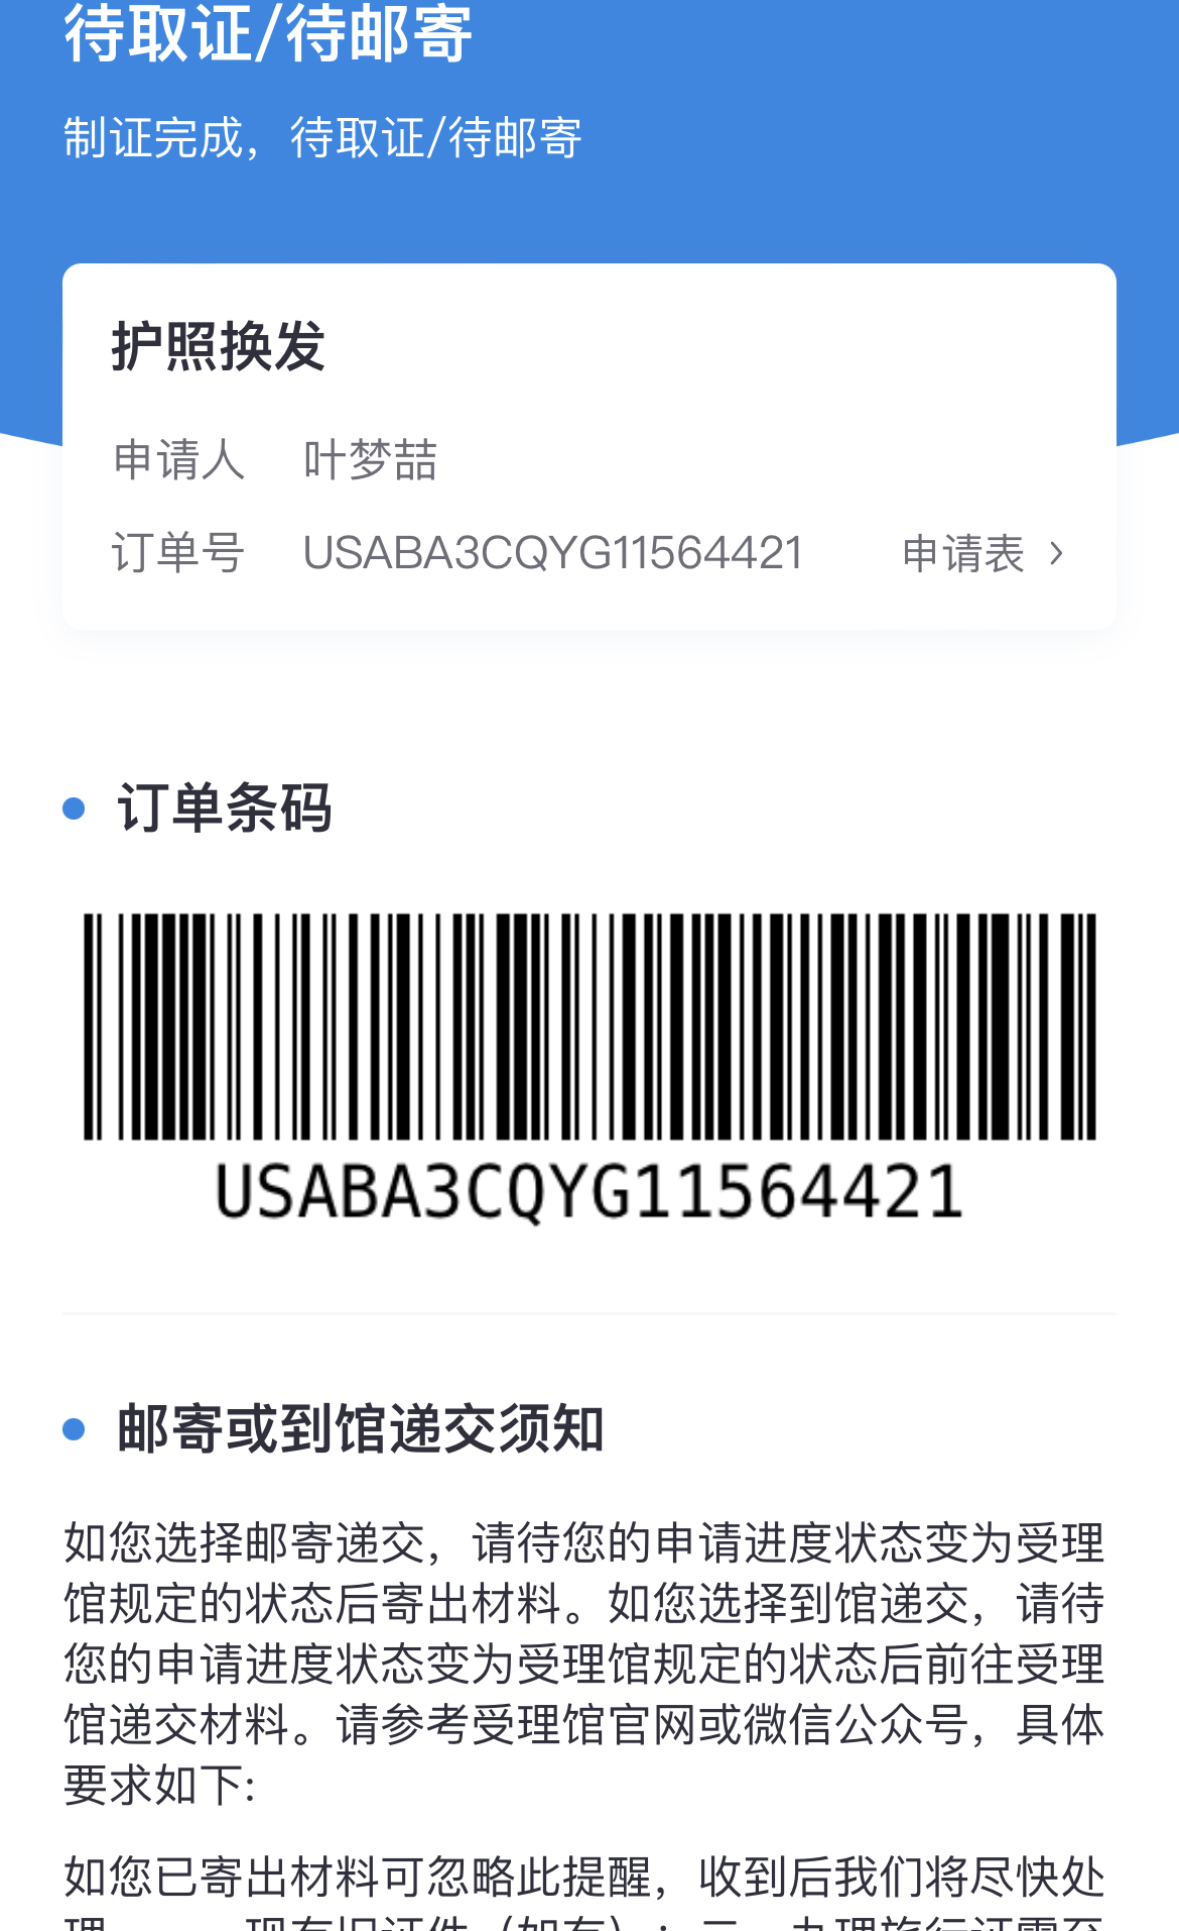 待取证/待邮寄
制证完成，待取证/待邮寄
护照换发
申请人 叶梦喆
订单号 USABA3CQYG11564421 申请表 >
订单条码
USABA3CQYG11564421
邮寄或到馆递交须知
如您选择邮寄递交，请待您的申请进度状态变为受理
馆规定的状态后寄出材料。如您选择到馆递交，请待
您的申请进度状态变为受理馆规定的状态后前往受理
馆递交材料。请参考受理馆官网或微信公众号，具体
要求如下:
如您已寄出材料可忽略此提醒，收到后我们将尽快处